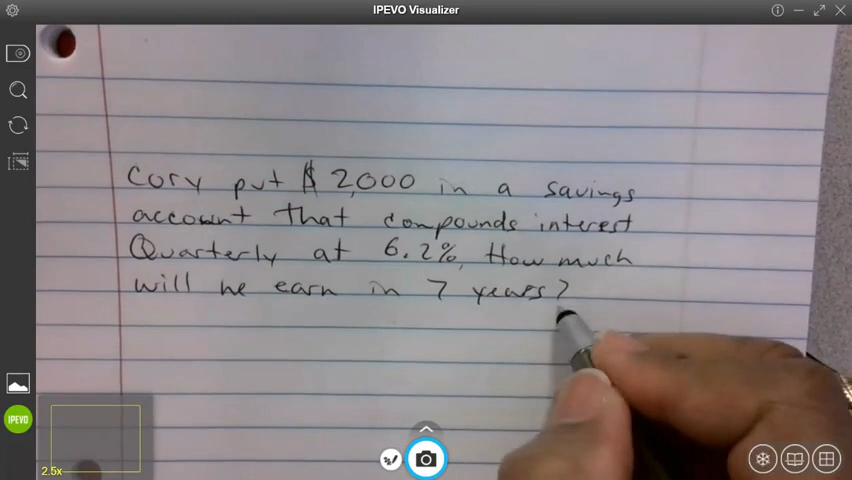 IPEVO Visualizer
Cory put $ 2,000 in a savings
account that compounds interest
Quarterly at 6.2%. How much
will he earn in 7 years?
IPEVO
2.5x